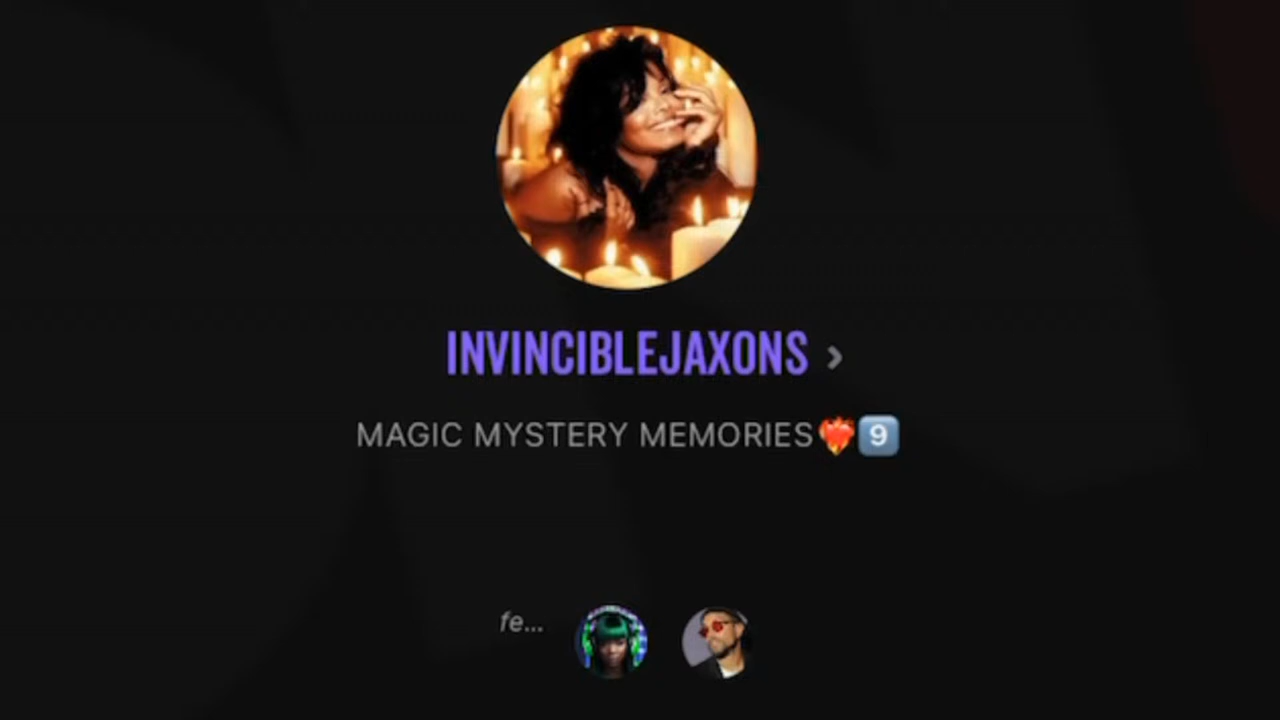 INVINCIBLEJAXONS ›
MAGIC MYSTERY MEMORIES❤️‍🔥9️⃣
fe...